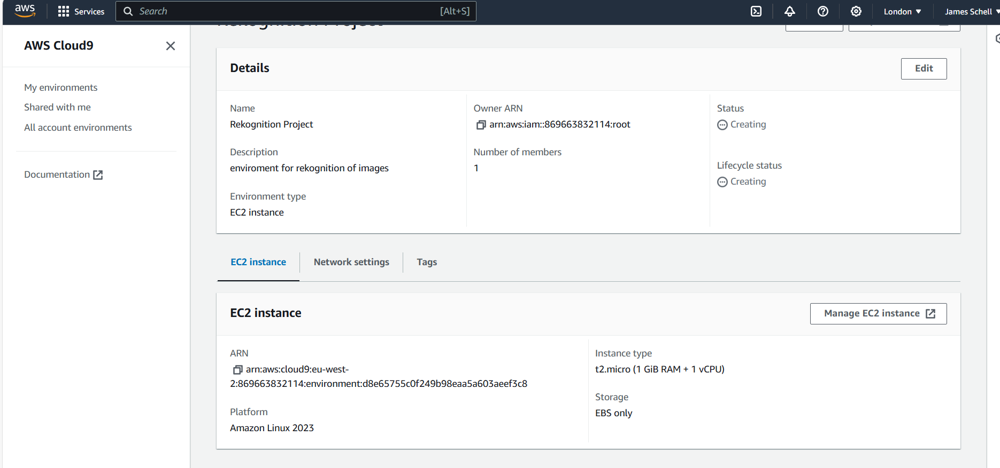 aws
Services
Search
[Alt+S]
London
James Schell
Rekognition Project
AWS Cloud9
My environments
Shared with me
All account environments
Documentation
Details
Edit
Name
Rekognition Project
Description
enviroment for rekognition of images
Environment type
EC2 instance
Owner ARN
arn:aws:iam::869663832114:root
Number of members
1
Status
Creating
Lifecycle status
Creating
EC2 instance
Network settings
Tags
EC2 instance
Manage EC2 instance
ARN
arn:aws:cloud9:eu-west-
2:869663832114:environment:d8e65755c0f249b98eaa5a603aeef3c8
Platform
Amazon Linux 2023
Instance type
t2.micro (1 GiB RAM + 1 vCPU)
Storage
EBS only